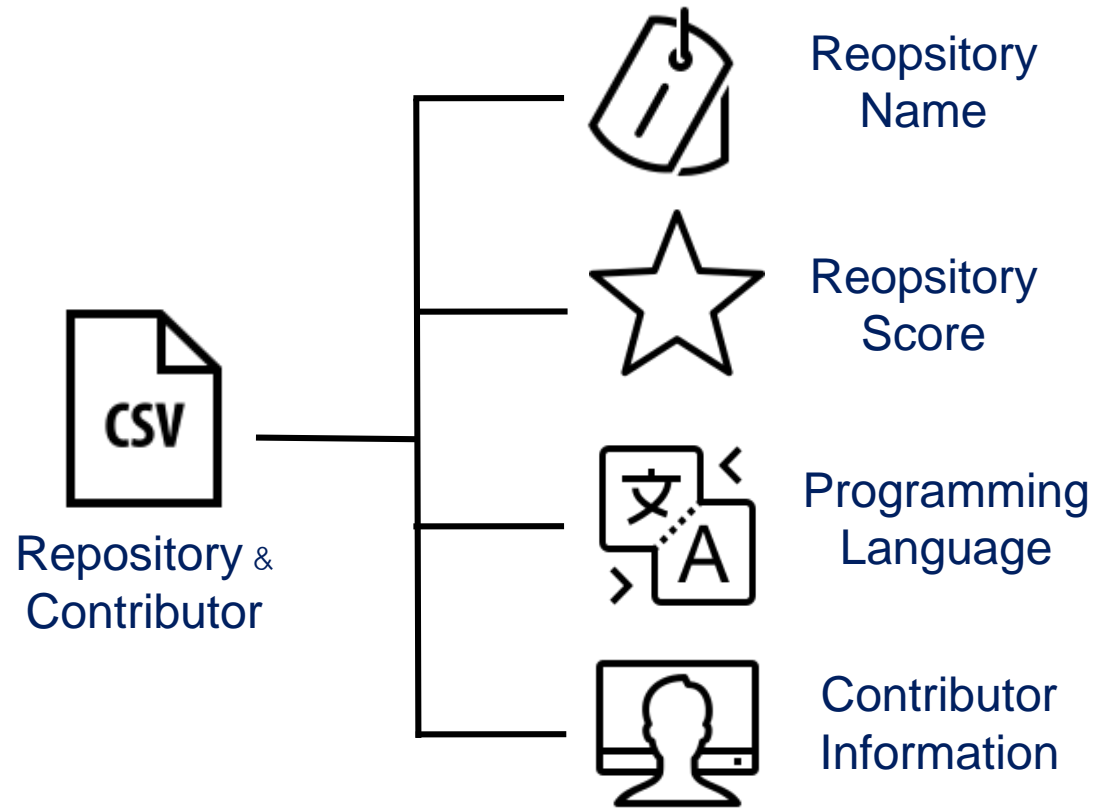 Reopsitory
Name
Reopsitory
Score
CSV
Repository &
Contributor
文
A
Programming
Language
Contributor
Information